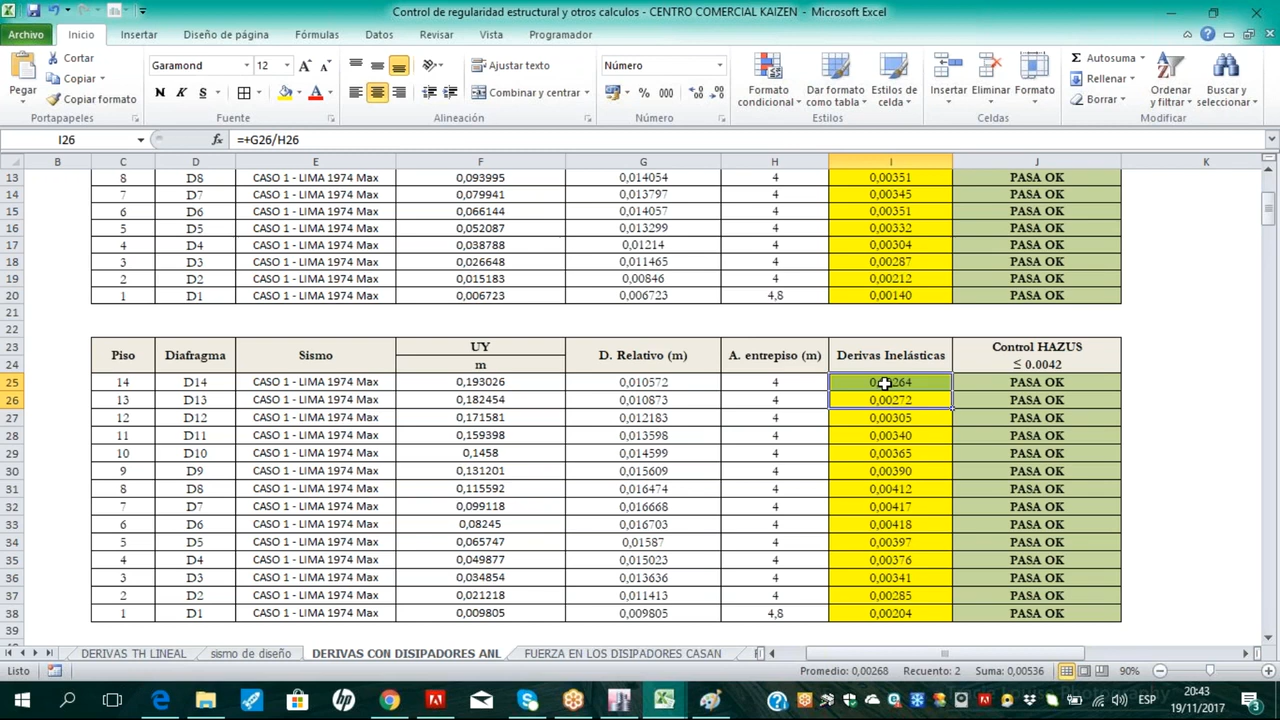 Control de regularidad estructural y otros calculos - CENTRO COMERCIAL KAIZEN - Microsoft Excel
Archivo Inicio Insertar Diseño de página Fórmulas Datos Revisar Vista Programador
Cortar
Copiar
Copiar formato
Pegar
Portapapeles
Garamond 12
N K S
Fuente
Ajustar texto
Combinar y centrar
Alineación
Número
% 000
Número
Formato condicional
Dar formato como tabla
Estilos de celda
Estilos
Insertar Eliminar Formato
Celdas
Autosuma
Rellenar
Borrar
Ordenar y filtrar
Buscar y seleccionar
Modificar
I26 fx =+G26/H26
B C D E F G H I J K
13 8 D8 CASO 1 - LIMA 1974 Max 0,093995 0,014054 4 0,00351 PASA OK
14 7 D7 CASO 1 - LIMA 1974 Max 0,079941 0,013797 4 0,00345 PASA OK
15 6 D6 CASO 1 - LIMA 1974 Max 0,066144 0,014057 4 0,00351 PASA OK
16 5 D5 CASO 1 - LIMA 1974 Max 0,052087 0,013299 4 0,00332 PASA OK
17 4 D4 CASO 1 - LIMA 1974 Max 0,038788 0,01214 4 0,00304 PASA OK
18 3 D3 CASO 1 - LIMA 1974 Max 0,026648 0,011465 4 0,00287 PASA OK
19 2 D2 CASO 1 - LIMA 1974 Max 0,015183 0,00846 4 0,00212 PASA OK
20 1 D1 CASO 1 - LIMA 1974 Max 0,006723 0,006723 4,8 0,00140 PASA OK
21
22
23 Piso Diafragma Sismo UY D. Relativo (m) A. entrepiso (m) Derivas Inelásticas Control HAZUS
24 m ≤ 0.0042
25 14 D14 CASO 1 - LIMA 1974 Max 0,193026 0,010572 4 PASA OK
26 13 D13 CASO 1 - LIMA 1974 Max 0,182454 0,010873 4 0,00272 PASA OK
27 12 D12 CASO 1 - LIMA 1974 Max 0,171581 0,012183 4 0,00305 PASA OK
28 11 D11 CASO 1 - LIMA 1974 Max 0,159398 0,013598 4 0,00340 PASA OK
29 10 D10 CASO 1 - LIMA 1974 Max 0,1458 0,014599 4 0,00365 PASA OK
30 9 D9 CASO 1 - LIMA 1974 Max 0,131201 0,015609 4 0,00390 PASA OK
31 8 D8 CASO 1 - LIMA 1974 Max 0,115592 0,016474 4 0,00412 PASA OK
32 7 D7 CASO 1 - LIMA 1974 Max 0,099118 0,016668 4 0,00417 PASA OK
33 6 D6 CASO 1 - LIMA 1974 Max 0,08245 0,016703 4 0,00418 PASA OK
34 5 D5 CASO 1 - LIMA 1974 Max 0,065747 0,01587 4 0,00397 PASA OK
35 4 D4 CASO 1 - LIMA 1974 Max 0,049877 0,015023 4 0,00376 PASA OK
36 3 D3 CASO 1 - LIMA 1974 Max 0,034854 0,013636 4 0,00341 PASA OK
37 2 D2 CASO 1 - LIMA 1974 Max 0,021218 0,011413 4 0,00285 PASA OK
38 1 D1 CASO 1 - LIMA 1974 Max 0,009805 0,009805 4,8 0,00204 PASA OK
39
DERIVAS TH LINEAL sismo de diseño DERIVAS CON DISIPADORES ANL FUERZA EN LOS DISIPADORES CASAN
Listo Promedio: 0,00268 Recuento: 2 Suma: 0,00536 90%
ESP 20:43
19/11/2017